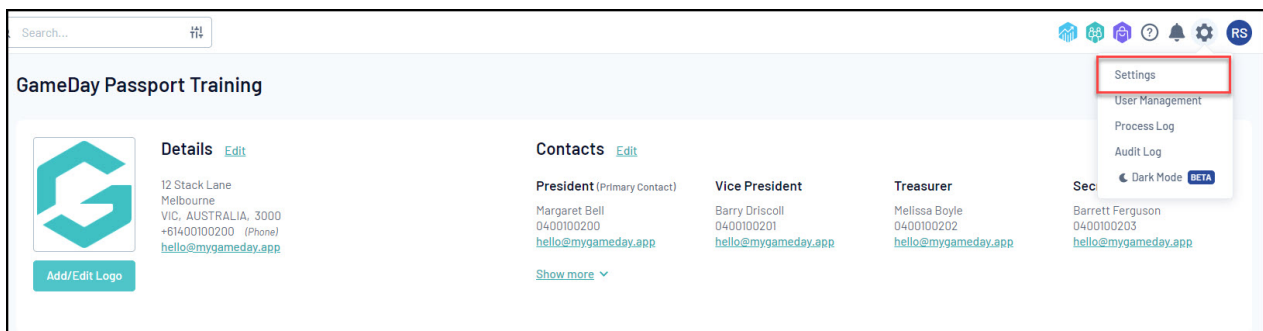 Search...
RS
Settings
User Management
Process Log
Audit Log
Dark Mode BETA
GameDay Passport Training
Details Edit
12 Stack Lane
Melbourne
VIC, AUSTRALIA, 3000
+61400100200 (Phone)
hello@mygameday.app
Add/Edit Logo
Contacts Edit
President (Primary Contact)
Margaret Bell
0400100200
hello@mygameday.app
Vice President
Barry Driscoll
0400100201
hello@mygameday.app
Treasurer
Melissa Boyle
0400100202
hello@mygameday.app
Sec
Barrett Ferguson
0400100203
hello@mygameday.app
Show more